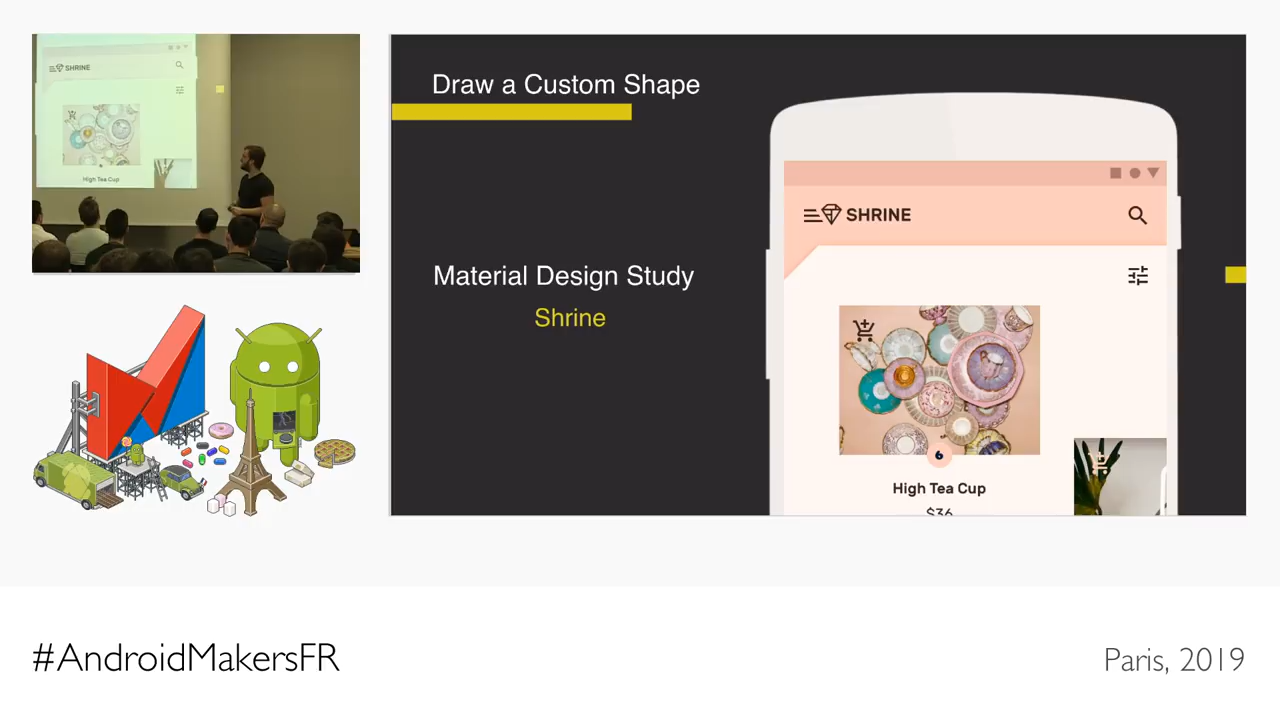 SHRINE
High Tea Cup
Draw a Custom Shape
Material Design Study
Shrine
SHRINE
6
High Tea Cup
$36
#AndroidMakersFR
Paris, 2019